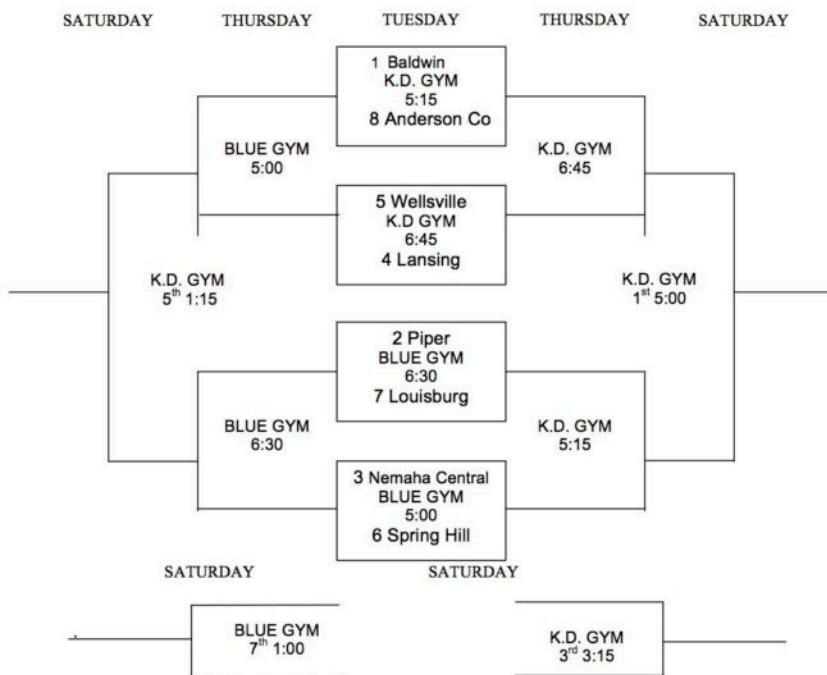 SATURDAY THURSDAY TUESDAY THURSDAY SATURDAY
1 Baldwin
K.D. GYM
5:15
8 Anderson Co
BLUE GYM
5:00
K.D. GYM
6:45
5 Wellsville
K.D GYM
6:45
4 Lansing
K.D. GYM
5th 1:15
K.D. GYM
1st 5:00
2 Piper
BLUE GYM
6:30
7 Louisburg
BLUE GYM
6:30
K.D. GYM
5:15
3 Nemaha Central
BLUE GYM
5:00
6 Spring Hill
SATURDAY SATURDAY
BLUE GYM
7th 1:00
K.D. GYM
3rd 3:15